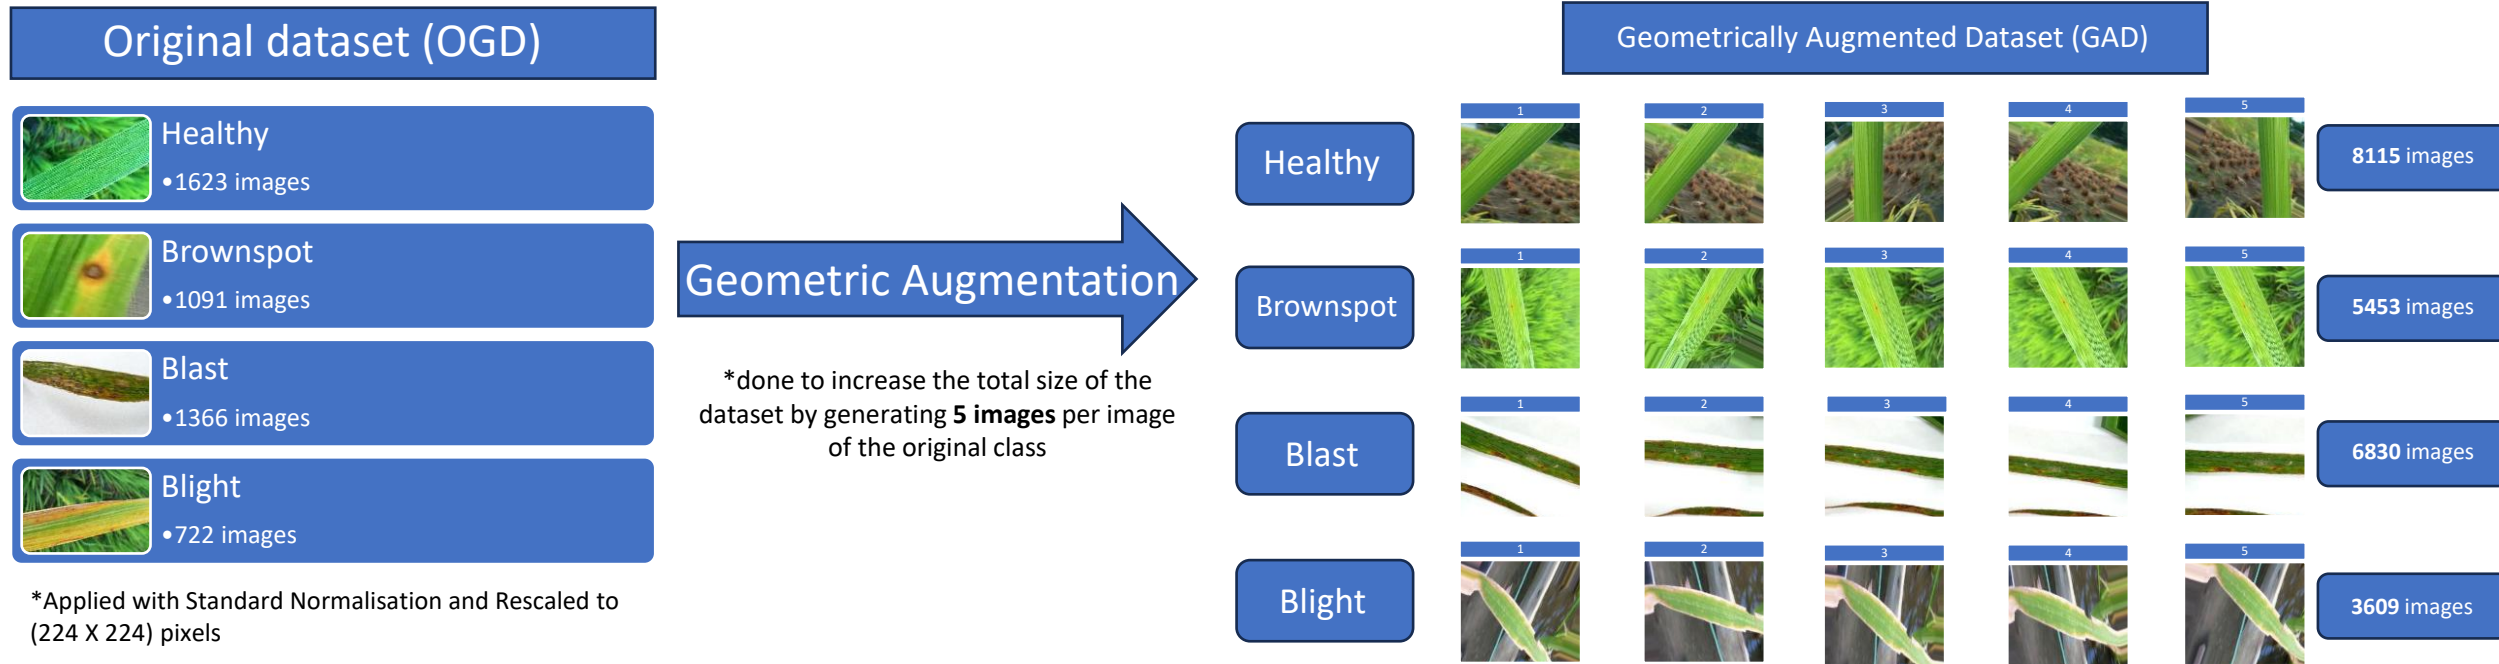 Original dataset (OGD)
Healthy
•1623 images
Brownspot
•1091 images
Blast
•1366 images
Blight
•722 images
*Applied with Standard Normalisation and Rescaled to
(224 X 224) pixels
Geometric Augmentation
*done to increase the total size of the
dataset by generating 5 images per image
of the original class
Geometrically Augmented Dataset (GAD)
Healthy
1 2 3 4 5
8115 images
Brownspot
1 2 3 4 5
5453 images
Blast
1 2 3 4 5
6830 images
Blight
1 2 3 4 5
3609 images